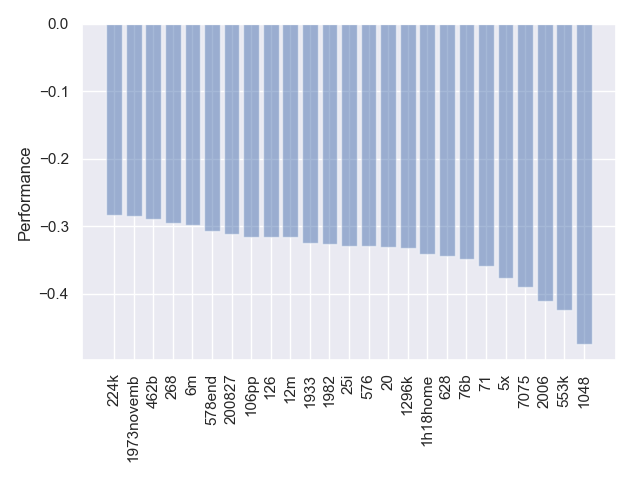 0.0
−0.1
−0.2
−0.3
−0.4
Performance
224k
1973novemb
462b
268
6m
578end
200827
106pp
126
12m
1933
1982
25i
576
20
1296k
1h18home
628
76b
71
5x
7075
2006
553k
1048